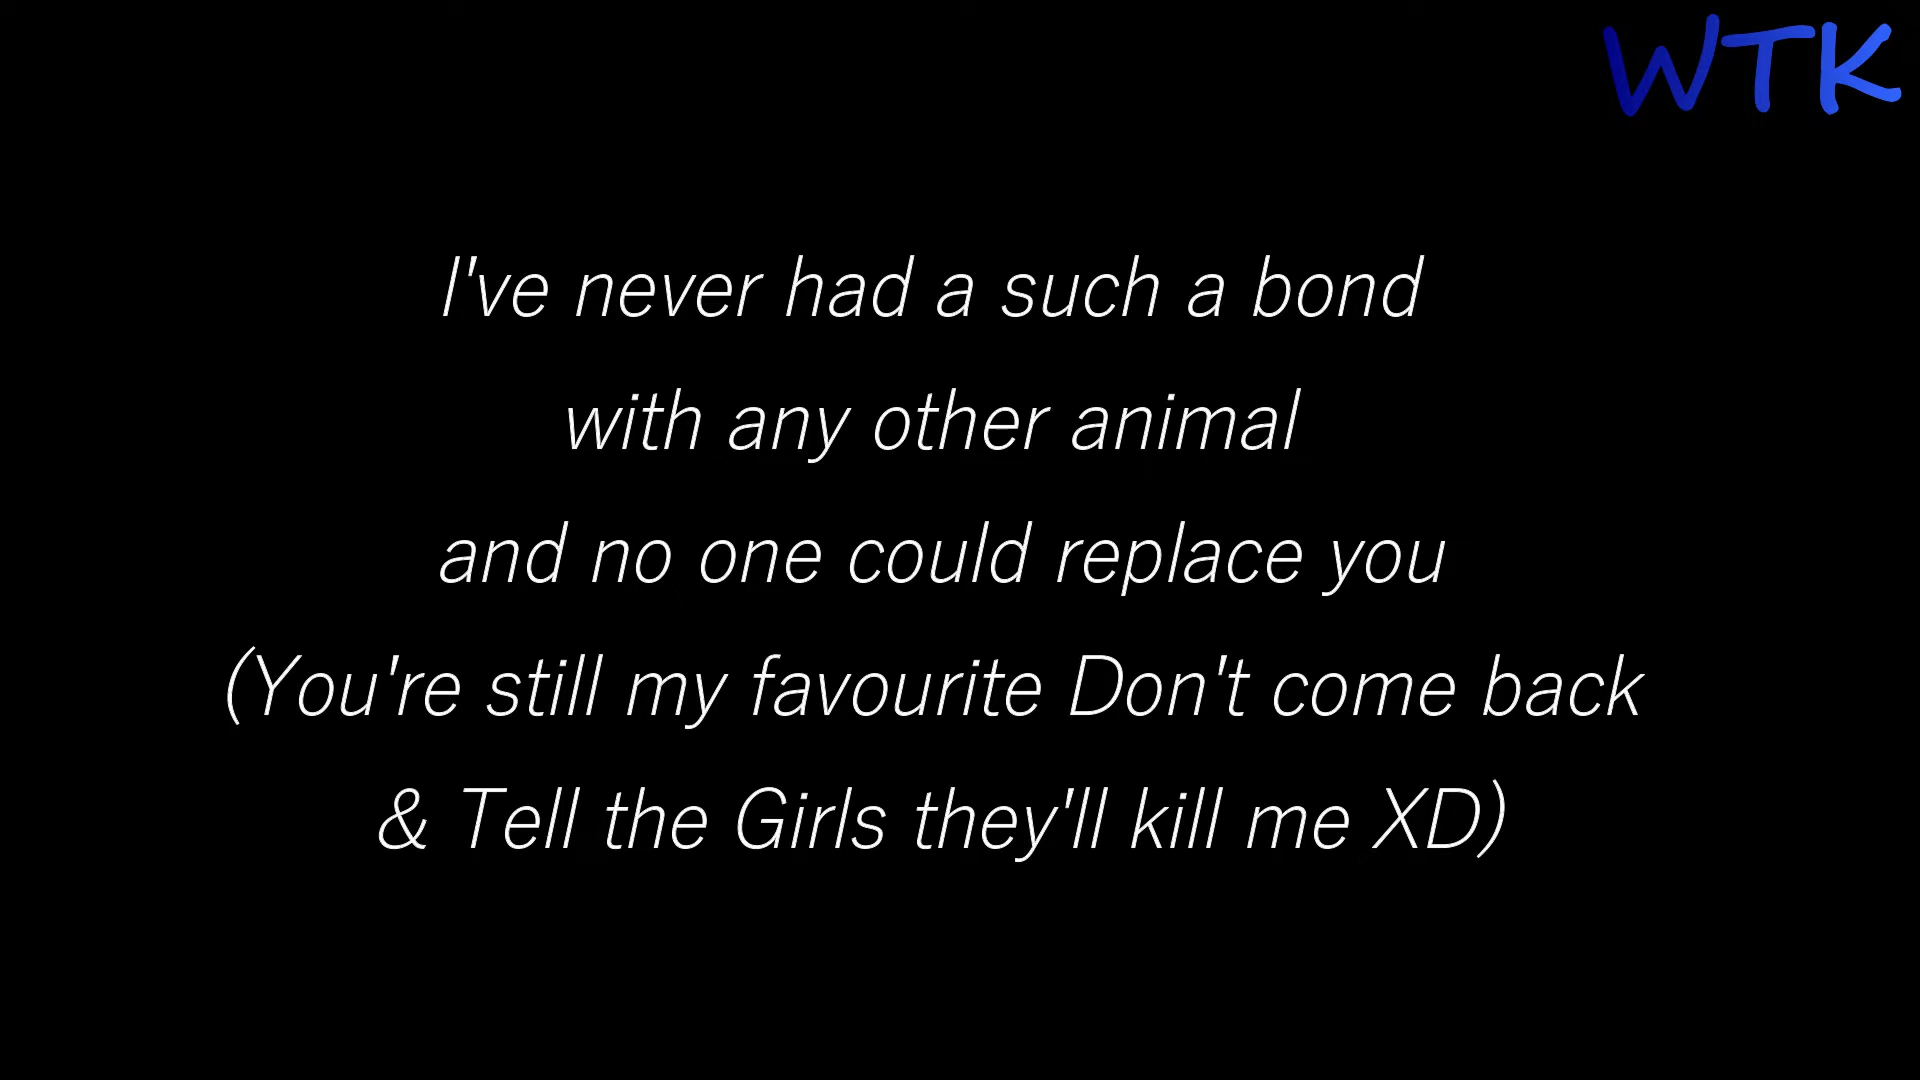 WTK
I've never had a such a bond
with any other animal
and no one could replace you
(You're still my favourite Don't come back
& Tell the Girls they'll kill me XD)